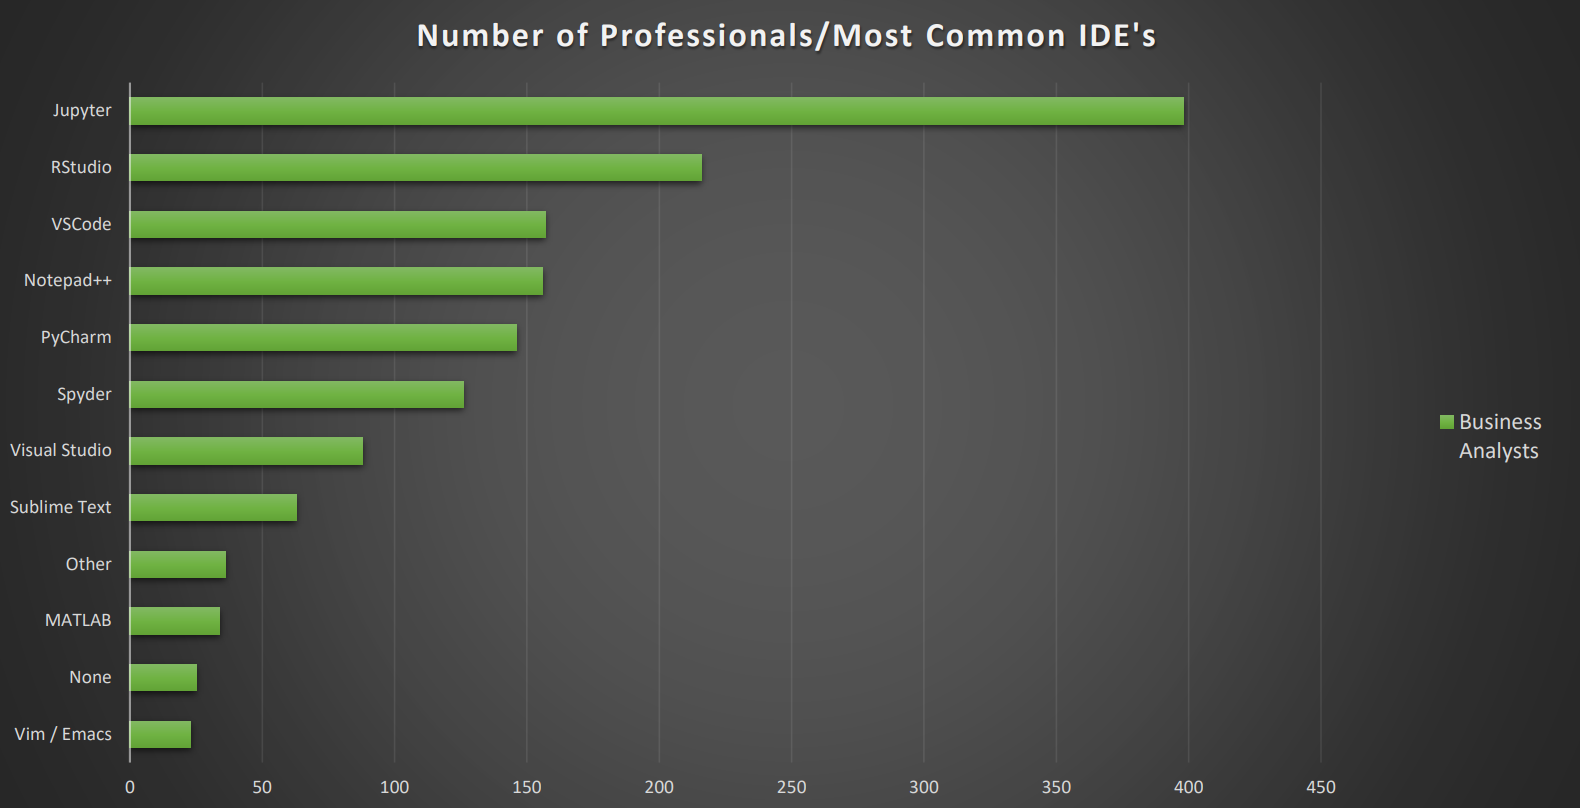 Number of Professionals/Most Common IDE's
Jupyter
RStudio
VSCode
Notepad++
PyCharm
Spyder
Visual Studio
Sublime Text
Other
MATLAB
None
Vim / Emacs
0 50 100 150 200 250 300 350 400 450
Business
Analysts